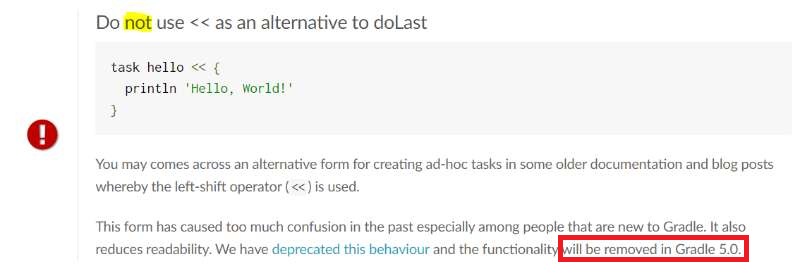 Do not use << as an alternative to doLast
task hello << {
  println 'Hello, World!'
}
You may comes across an alternative form for creating ad-hoc tasks in some older documentation and blog posts
whereby the left-shift operator (<<) is used.
This form has caused too much confusion in the past especially among people that are new to Gradle. It also
reduces readability. We have deprecated this behaviour and the functionality will be removed in Gradle 5.0.